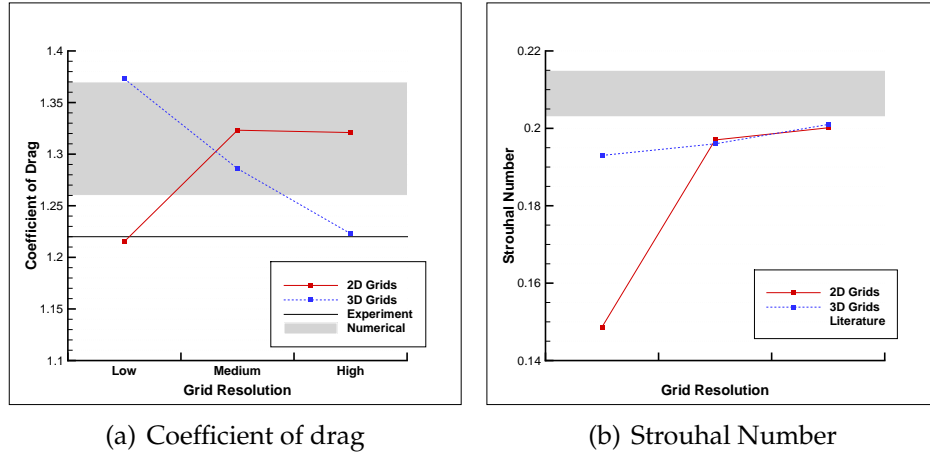 1.4
1.35
1.3
1.25
1.2
1.15
1.1
Coefficient of Drag
Low Medium High
Grid Resolution
2D Grids
3D Grids
Experiment
Numerical
(a) Coefficient of drag
0.22
0.2
0.18
0.16
0.14
Strouhal Number
Grid Resolution
2D Grids
3D Grids
Literature
(b) Strouhal Number